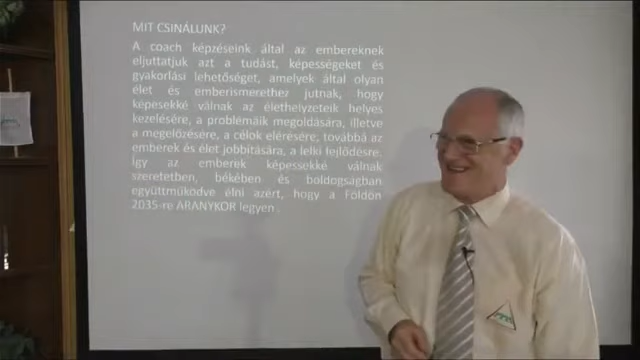 MIT CSINÁLUNK?
A coach képzéseink által az embereknek
eljuttatjuk azt a tudást, képességeket és
gyakorlási lehetőséget, amelyek által olyan
élet és emberismerethez jutnak, hogy
képesekké válnak az élethelyzeteik helyes
kezelésére, a problémáik megoldására, illetve
a megelőzésére, a célok elérésére, továbbá az
emberek és élet jobbítására, a lelki fejlődésre.
Így az emberek képessekké válnak
szeretetben, békében és boldogságban
együttműködve élni azért, hogy a Földön
2035-re ARANYKOR legyen .